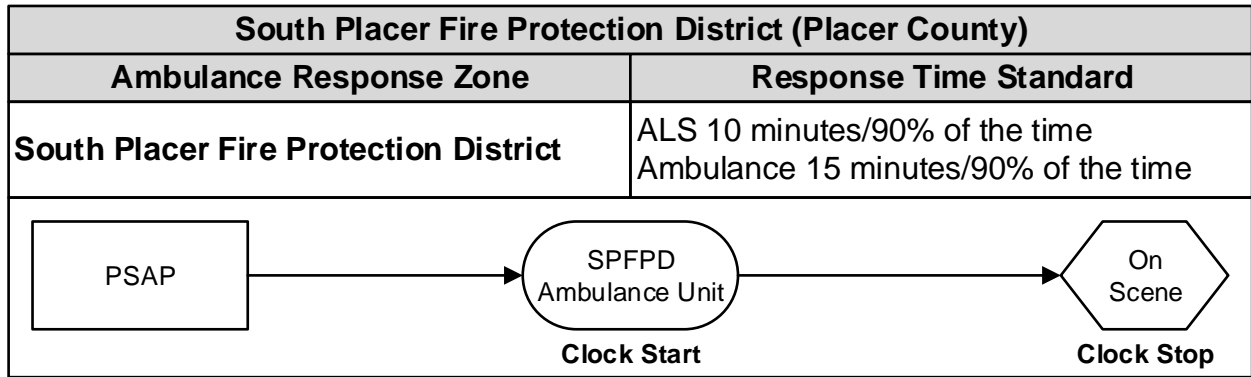 South Placer Fire Protection District (Placer County)
Ambulance Response Zone
Response Time Standard
South Placer Fire Protection District
ALS 10 minutes/90% of the time
Ambulance 15 minutes/90% of the time
PSAP
SPFPD
Ambulance Unit
On
Scene
Clock Start
Clock Stop